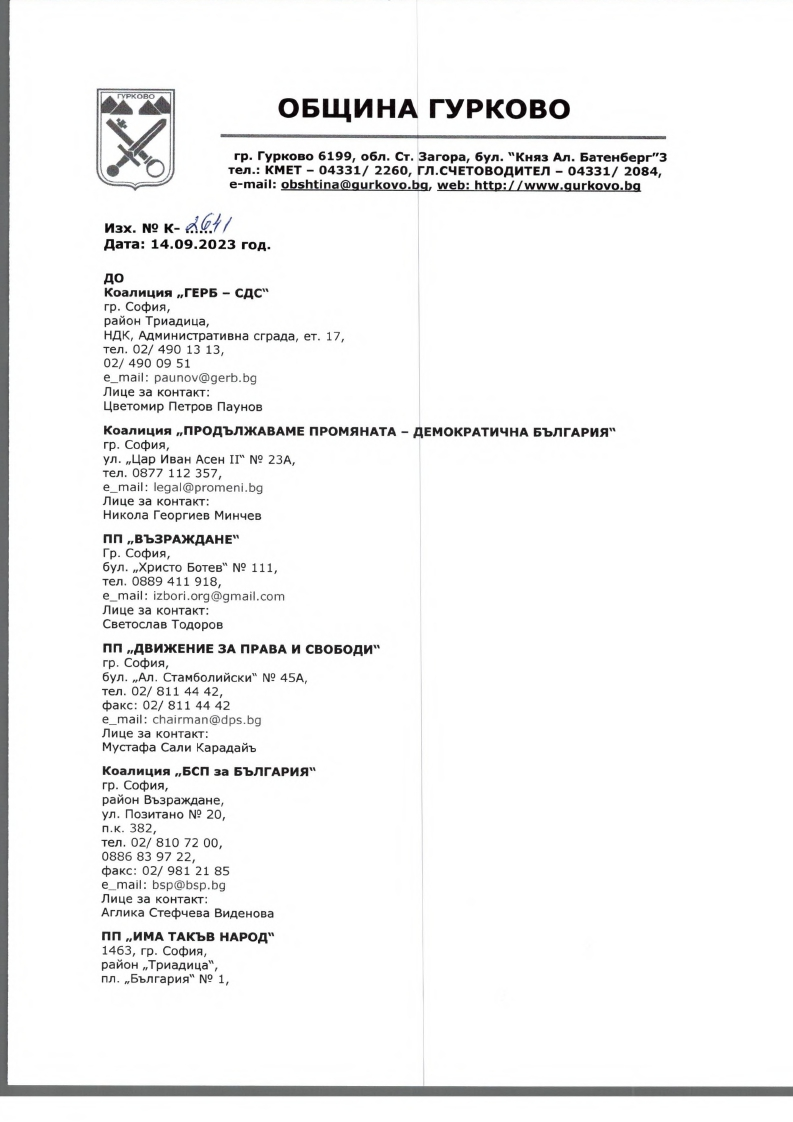 ГУРКОВО
ОБЩИНА ГУРКОВО
гр. Гурково 6199, обл. Ст. Загора, бул. "Княз Ал. Батенберг"3
тел.: КМЕТ – 04331/ 2260, ГЛ.СЧЕТОВОДИТЕЛ – 04331/ 2084,
e-mail: obshtina@gurkovo.bg, web: http://www.gurkovo.bg
Изх. № К- 2641
Дата: 14.09.2023 год.
ДО
Коалиция „ГЕРБ – СДС"
гр. София,
район Триадица,
НДК, Административна сграда, ет. 17,
тел. 02/ 490 13 13,
02/ 490 09 51
e_mail: paunov@gerb.bg
Лице за контакт:
Цветомир Петров Паунов
Коалиция „ПРОДЪЛЖАВАМЕ ПРОМЯНАТА – ДЕМОКРАТИЧНА БЪЛГАРИЯ"
гр. София,
ул. „Цар Иван Асен II" № 23А,
тел. 0877 112 357,
e_mail: legal@promeni.bg
Лице за контакт:
Никола Георгиев Минчев
ПП „ВЪЗРАЖДАНЕ"
Гр. София,
бул. „Христо Ботев" № 111,
тел. 0889 411 918,
e_mail: izbori.org@gmail.com
Лице за контакт:
Светослав Тодоров
ПП „ДВИЖЕНИЕ ЗА ПРАВА И СВОБОДИ"
гр. София,
бул. „Ал. Стамболийски" № 45А,
тел. 02/ 811 44 42,
факс: 02/ 811 44 42
e_mail: chairman@dps.bg
Лице за контакт:
Мустафа Сали Карадайъ
Коалиция „БСП за БЪЛГАРИЯ"
гр. София,
район Възраждане,
ул. Позитано № 20,
п.к. 382,
тел. 02/ 810 72 00,
0886 83 97 22,
факс: 02/ 981 21 85
e_mail: bsp@bsp.bg
Лице за контакт:
Аглика Стефчева Виденова
ПП „ИМА ТАКЪВ НАРОД"
1463, гр. София,
район „Триадица",
пл. „България" № 1,